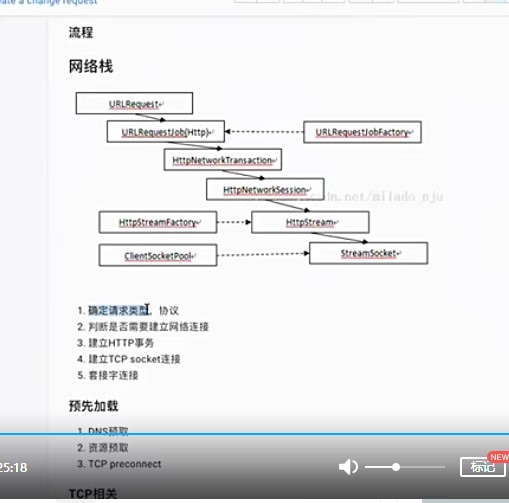 eate a change request
流程
网络栈
URLRequest
URLRequestJob(Http)
URLRequestJobFactory
HttpNetworkTransaction
HttpNetworkSession
dn.net/milado_nju
HttpStreamFactory
HttpStream
ClientSocketPool
StreamSocket
1. 确定请求类型，协议
2. 判断是否需要建立网络连接
3. 建立HTTP事务
4. 建立TCP socket连接
5. 套接字连接
预先加载
1. DNS预取
2. 资源预取
3. TCP preconnect
25:18
标记
NEW
TCP相关